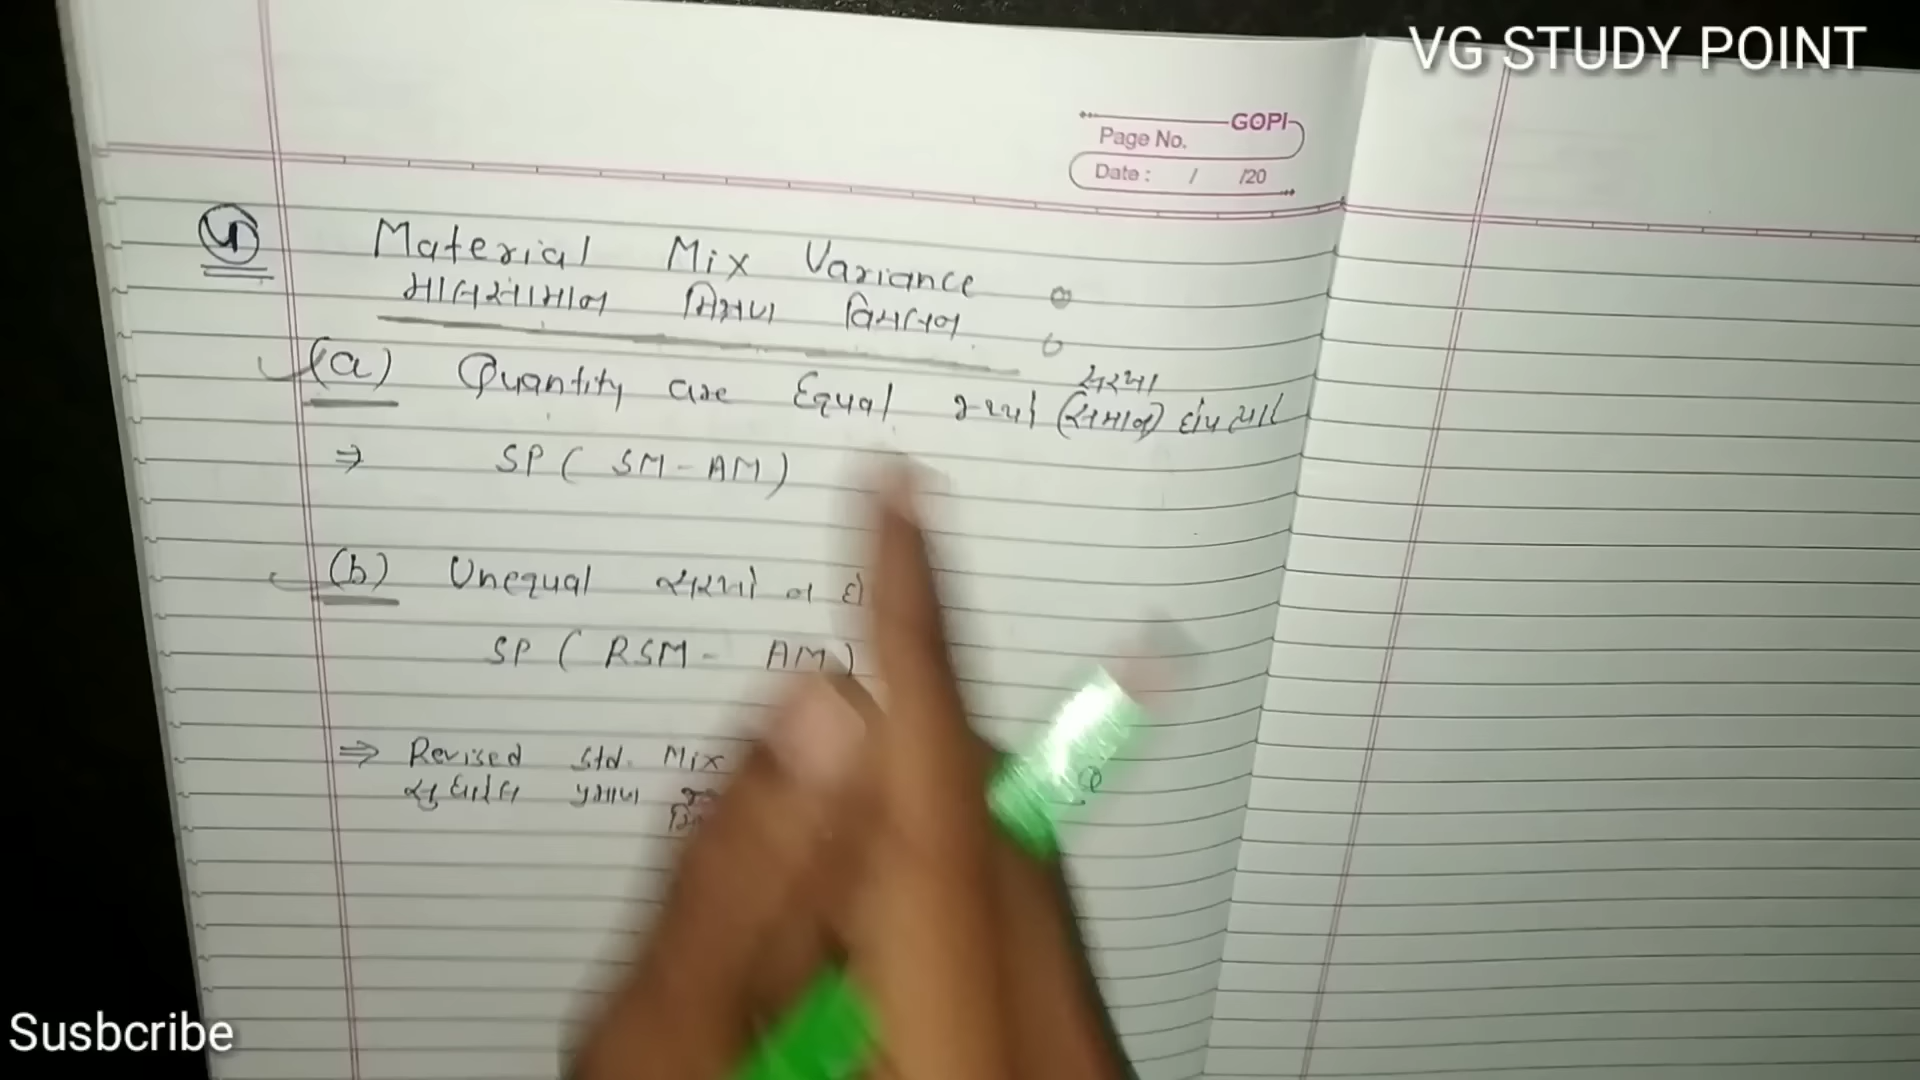 VG STUDY POINT
GOPI
Page No.
Date : / /20
4
Material Mix Variance :
માલસામાન મિશ્રણ વિચલન
(a) Quantity are Equal જથ્થો (સમાન) હોય ત્યારે
સરખા
⇒ SP ( SM - AM )
(b) Unequal સરખો ન
SP ( RSM - AM )
⇒ Revised Std. Mix
સુધારેલ પ્રમાણ
Susbcribe